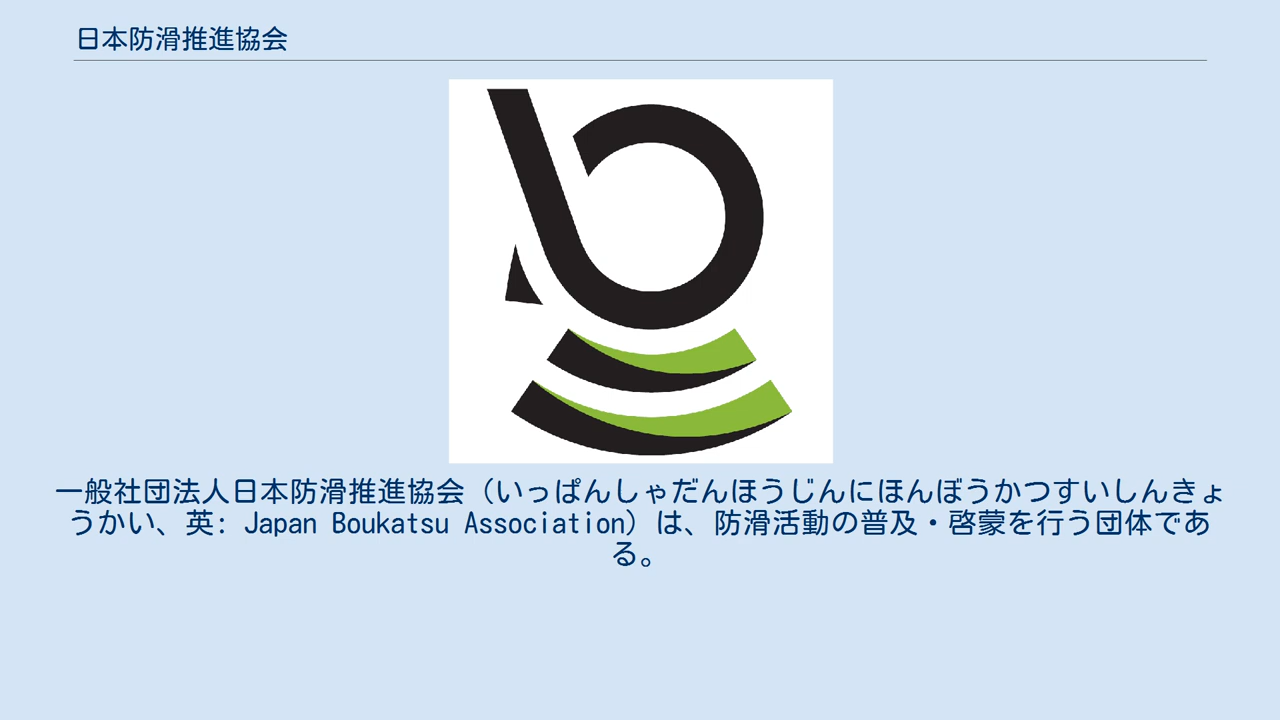 日本防滑推進協会
一般社団法人日本防滑推進協会（いっぱんしゃだんほうじんにほんぼうかつすいしんきょ
うかい、英: Japan Boukatsu Association）は、防滑活動の普及・啓蒙を行う団体であ
る。